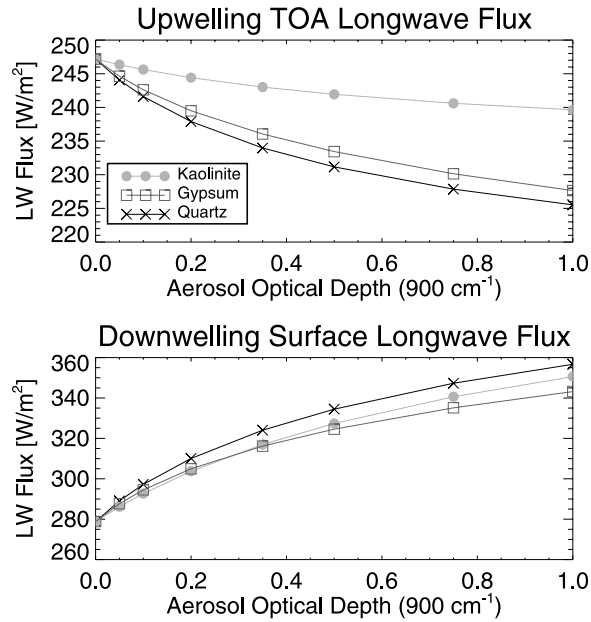 Upwelling TOA Longwave Flux
LW Flux [W/m²]
250
245
240
235
230
225
220
Kaolinite
Gypsum
Quartz
0.0 0.2 0.4 0.6 0.8 1.0
Aerosol Optical Depth (900 cm⁻¹)
Downwelling Surface Longwave Flux
LW Flux [W/m²]
360
340
320
300
280
260
0.0 0.2 0.4 0.6 0.8 1.0
Aerosol Optical Depth (900 cm⁻¹)